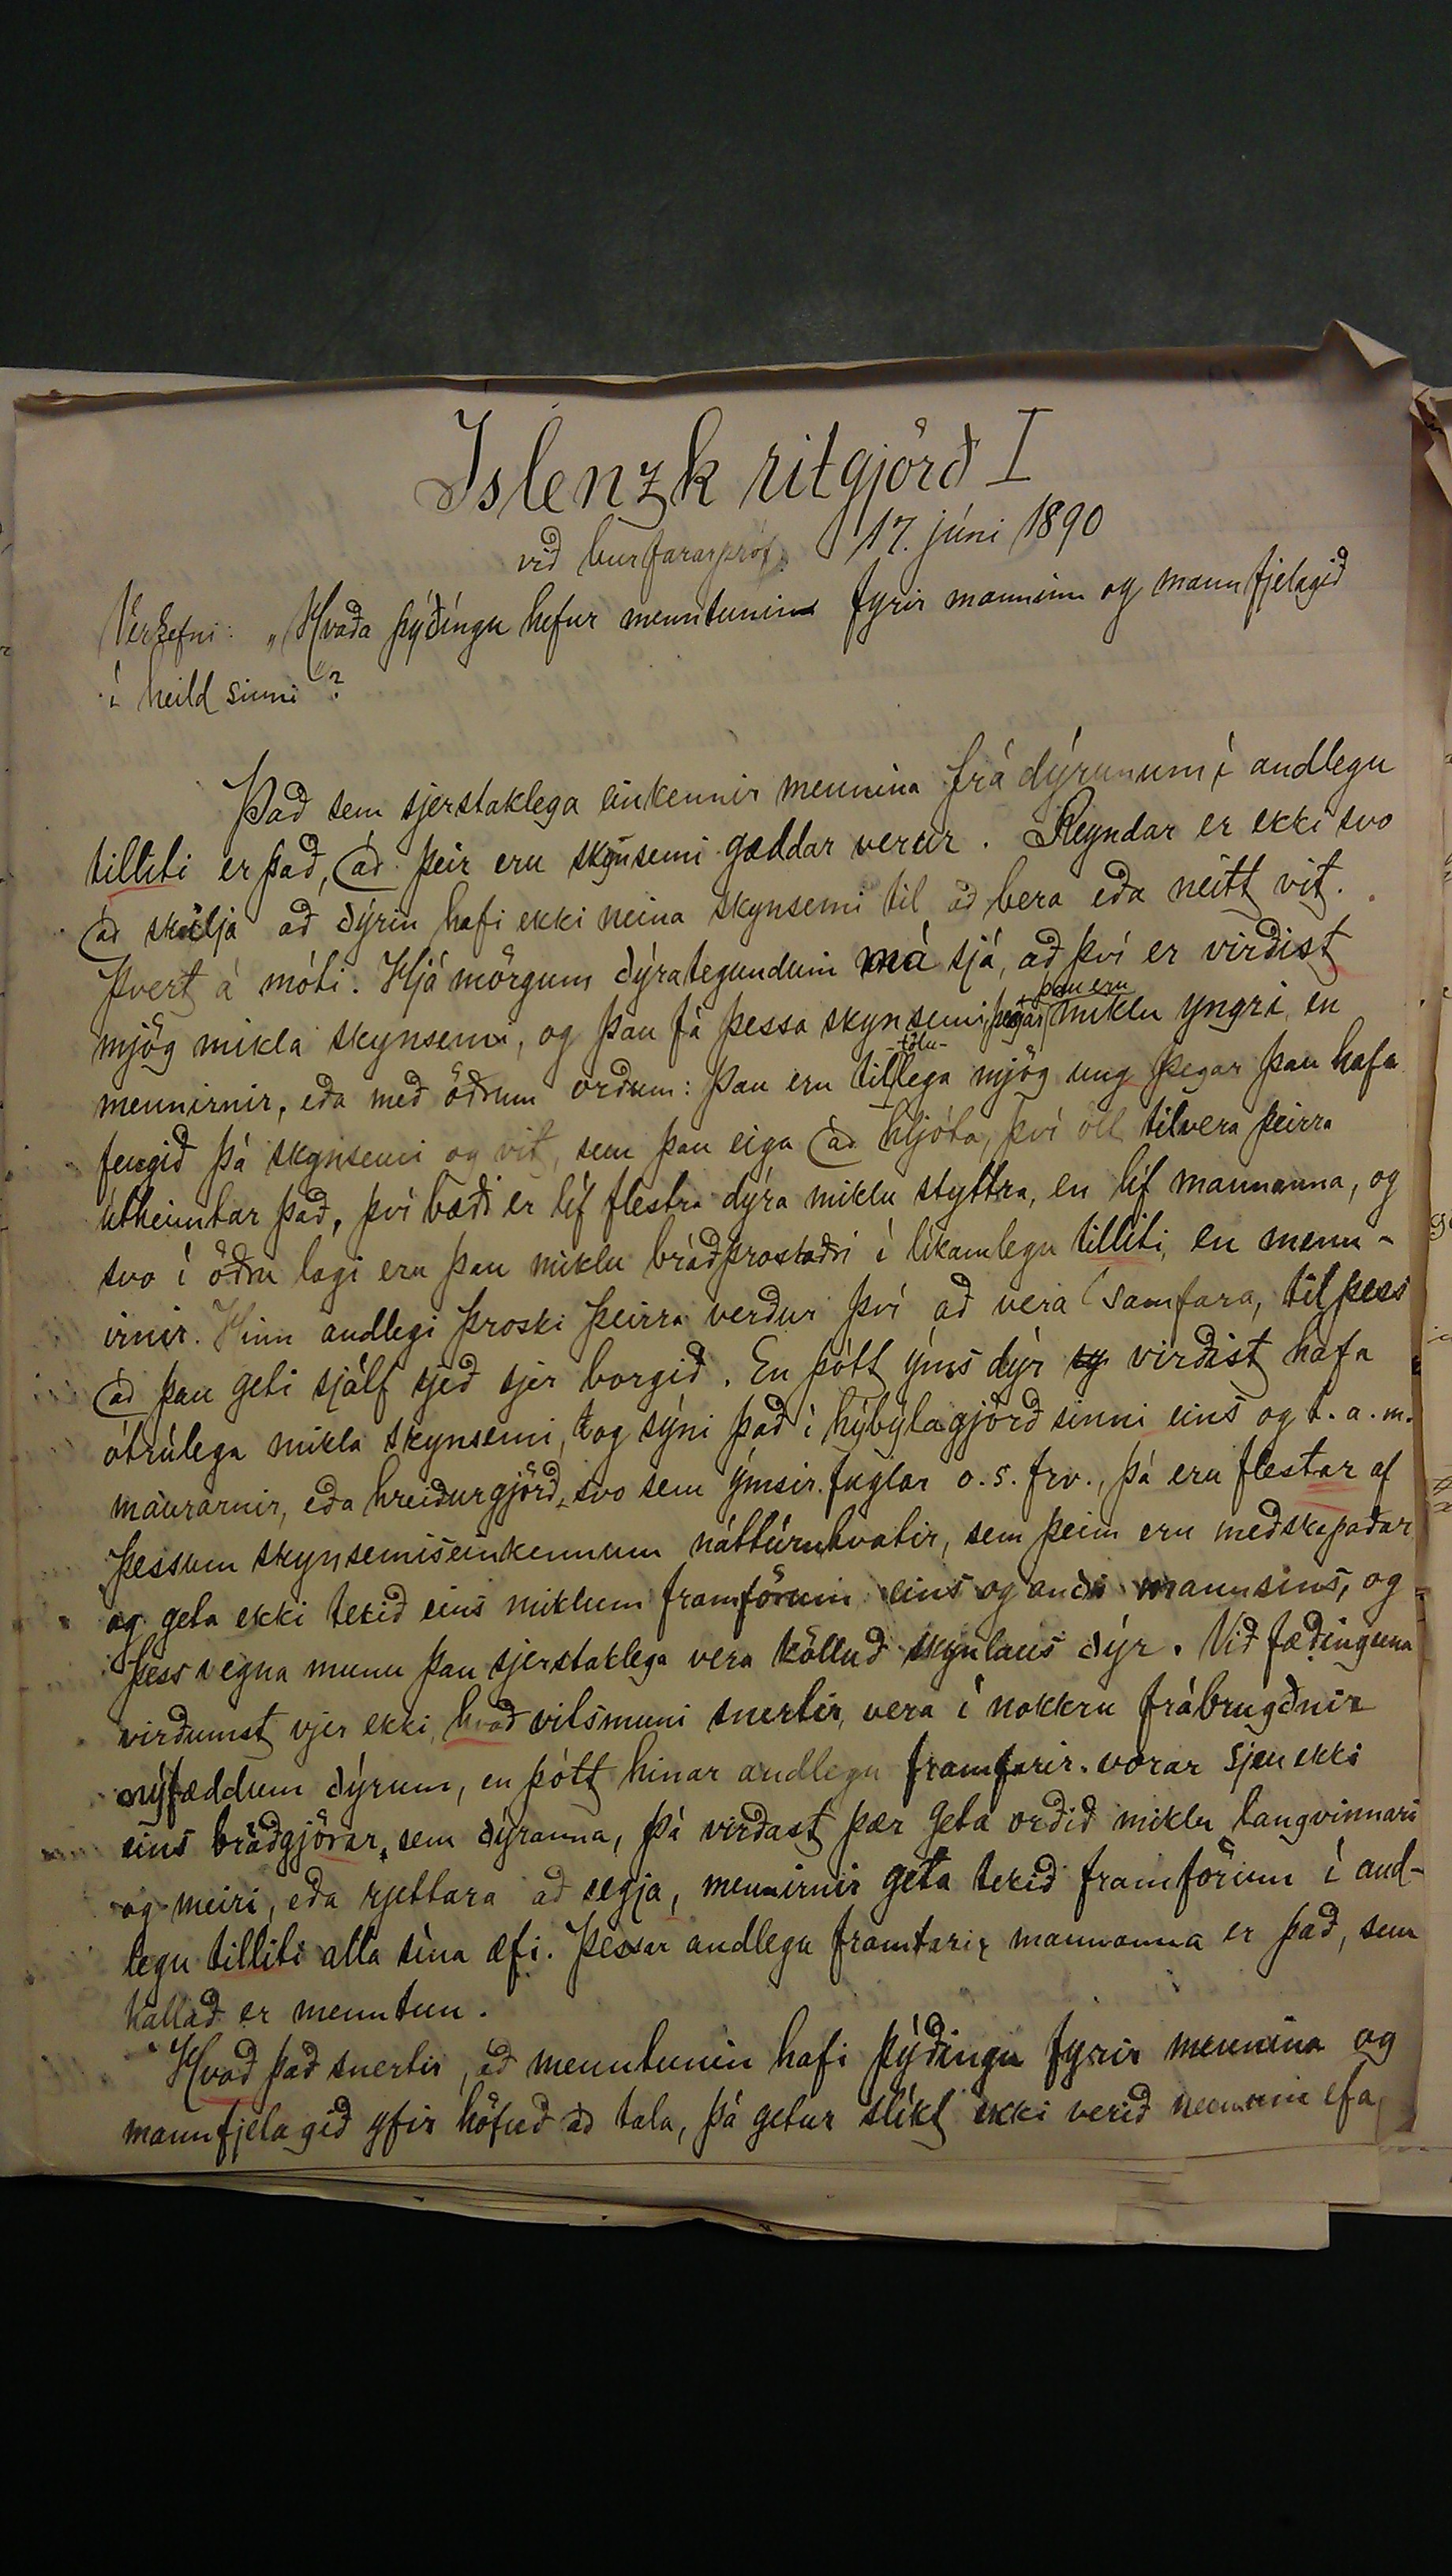 Íslenzk ritgjörð I
við burtfararpróf 17. júni 1890
Verkefni: „Hvaða þýðíngu hefur menntunin fyrir manninn og mannfjelagið
í heild sinni"?
Það sem sjerstaklega einkennir mennina frá dýrunum í andlegu
tilliti er það, að þeir eru skynsemi gæddar verur. Reyndar er ekki svo
að skilja að dýrin hafi ekki neina skynsemi til að bera eða neitt vit.
Þvert á móti. Hjá mörgum dýrategundum má sjá, að því er virðist
mjög mikla skynsemi, og þau fá þessa skynsemi, þegar þau eru miklu yngri en
mennirnir, eða með öðrum orðum: þau eru tiltölulega mjög ung þegar þau hafa
fengið þá skynsemi og vit, sem þau eiga að hljóta, því öll tilvera þeirra
útheimtar það, því bæði er líf flestra dýra miklu styttra, en líf mannanna, og
svo í öðru lagi eru þau miklu bráðþroskaðri í líkamlegu tilliti, en menn-
irnir. Hinn andlegi þroski þeirra verður því að vera samfara, til þess
að þau geti sjálf sjeð sjer borgið. En þótt ýms dýr virðist hafa
ótrúlega mikla skynsemi, og sýni það í hýbýlagjörð sinni eins og t.a.m.
maurarnir, eða hreiðurgjörð, svo sem ýmsir fuglar o.s.frv., þá eru flestar af
þessum skynsemiseinkennum náttúruhvatir, sem þeim eru meðskapaðar
og geta ekki tekið eins miklum framförum eins og andi mannsins, og
þess vegna munu þau sjerstaklega vera kölluð skynlaus dýr. Við fæðinguna
virðumst vjer ekki, hvað vitsmuni snertir, vera í nokkru frábrugðnir
nýfæddum dýrum, en þótt hinar andlegu framfarir vorar sjeu ekki
eins bráðgjörar, sem dýranna, þá virðast þær geta orðið miklu langvinnari
og meiri, eða rjettara að segja, mennirnir geta tekið framförum í and-
legu tilliti alla sína æfi. Þessar andlegu framfarir mannanna er það, sem
kallað er menntun.
Hvað það snertir, að menntunin hafi þýðingu fyrir mennina og
mannfjelagið yfir höfuð að tala, þá getur slíkt ekki verið neinum efa